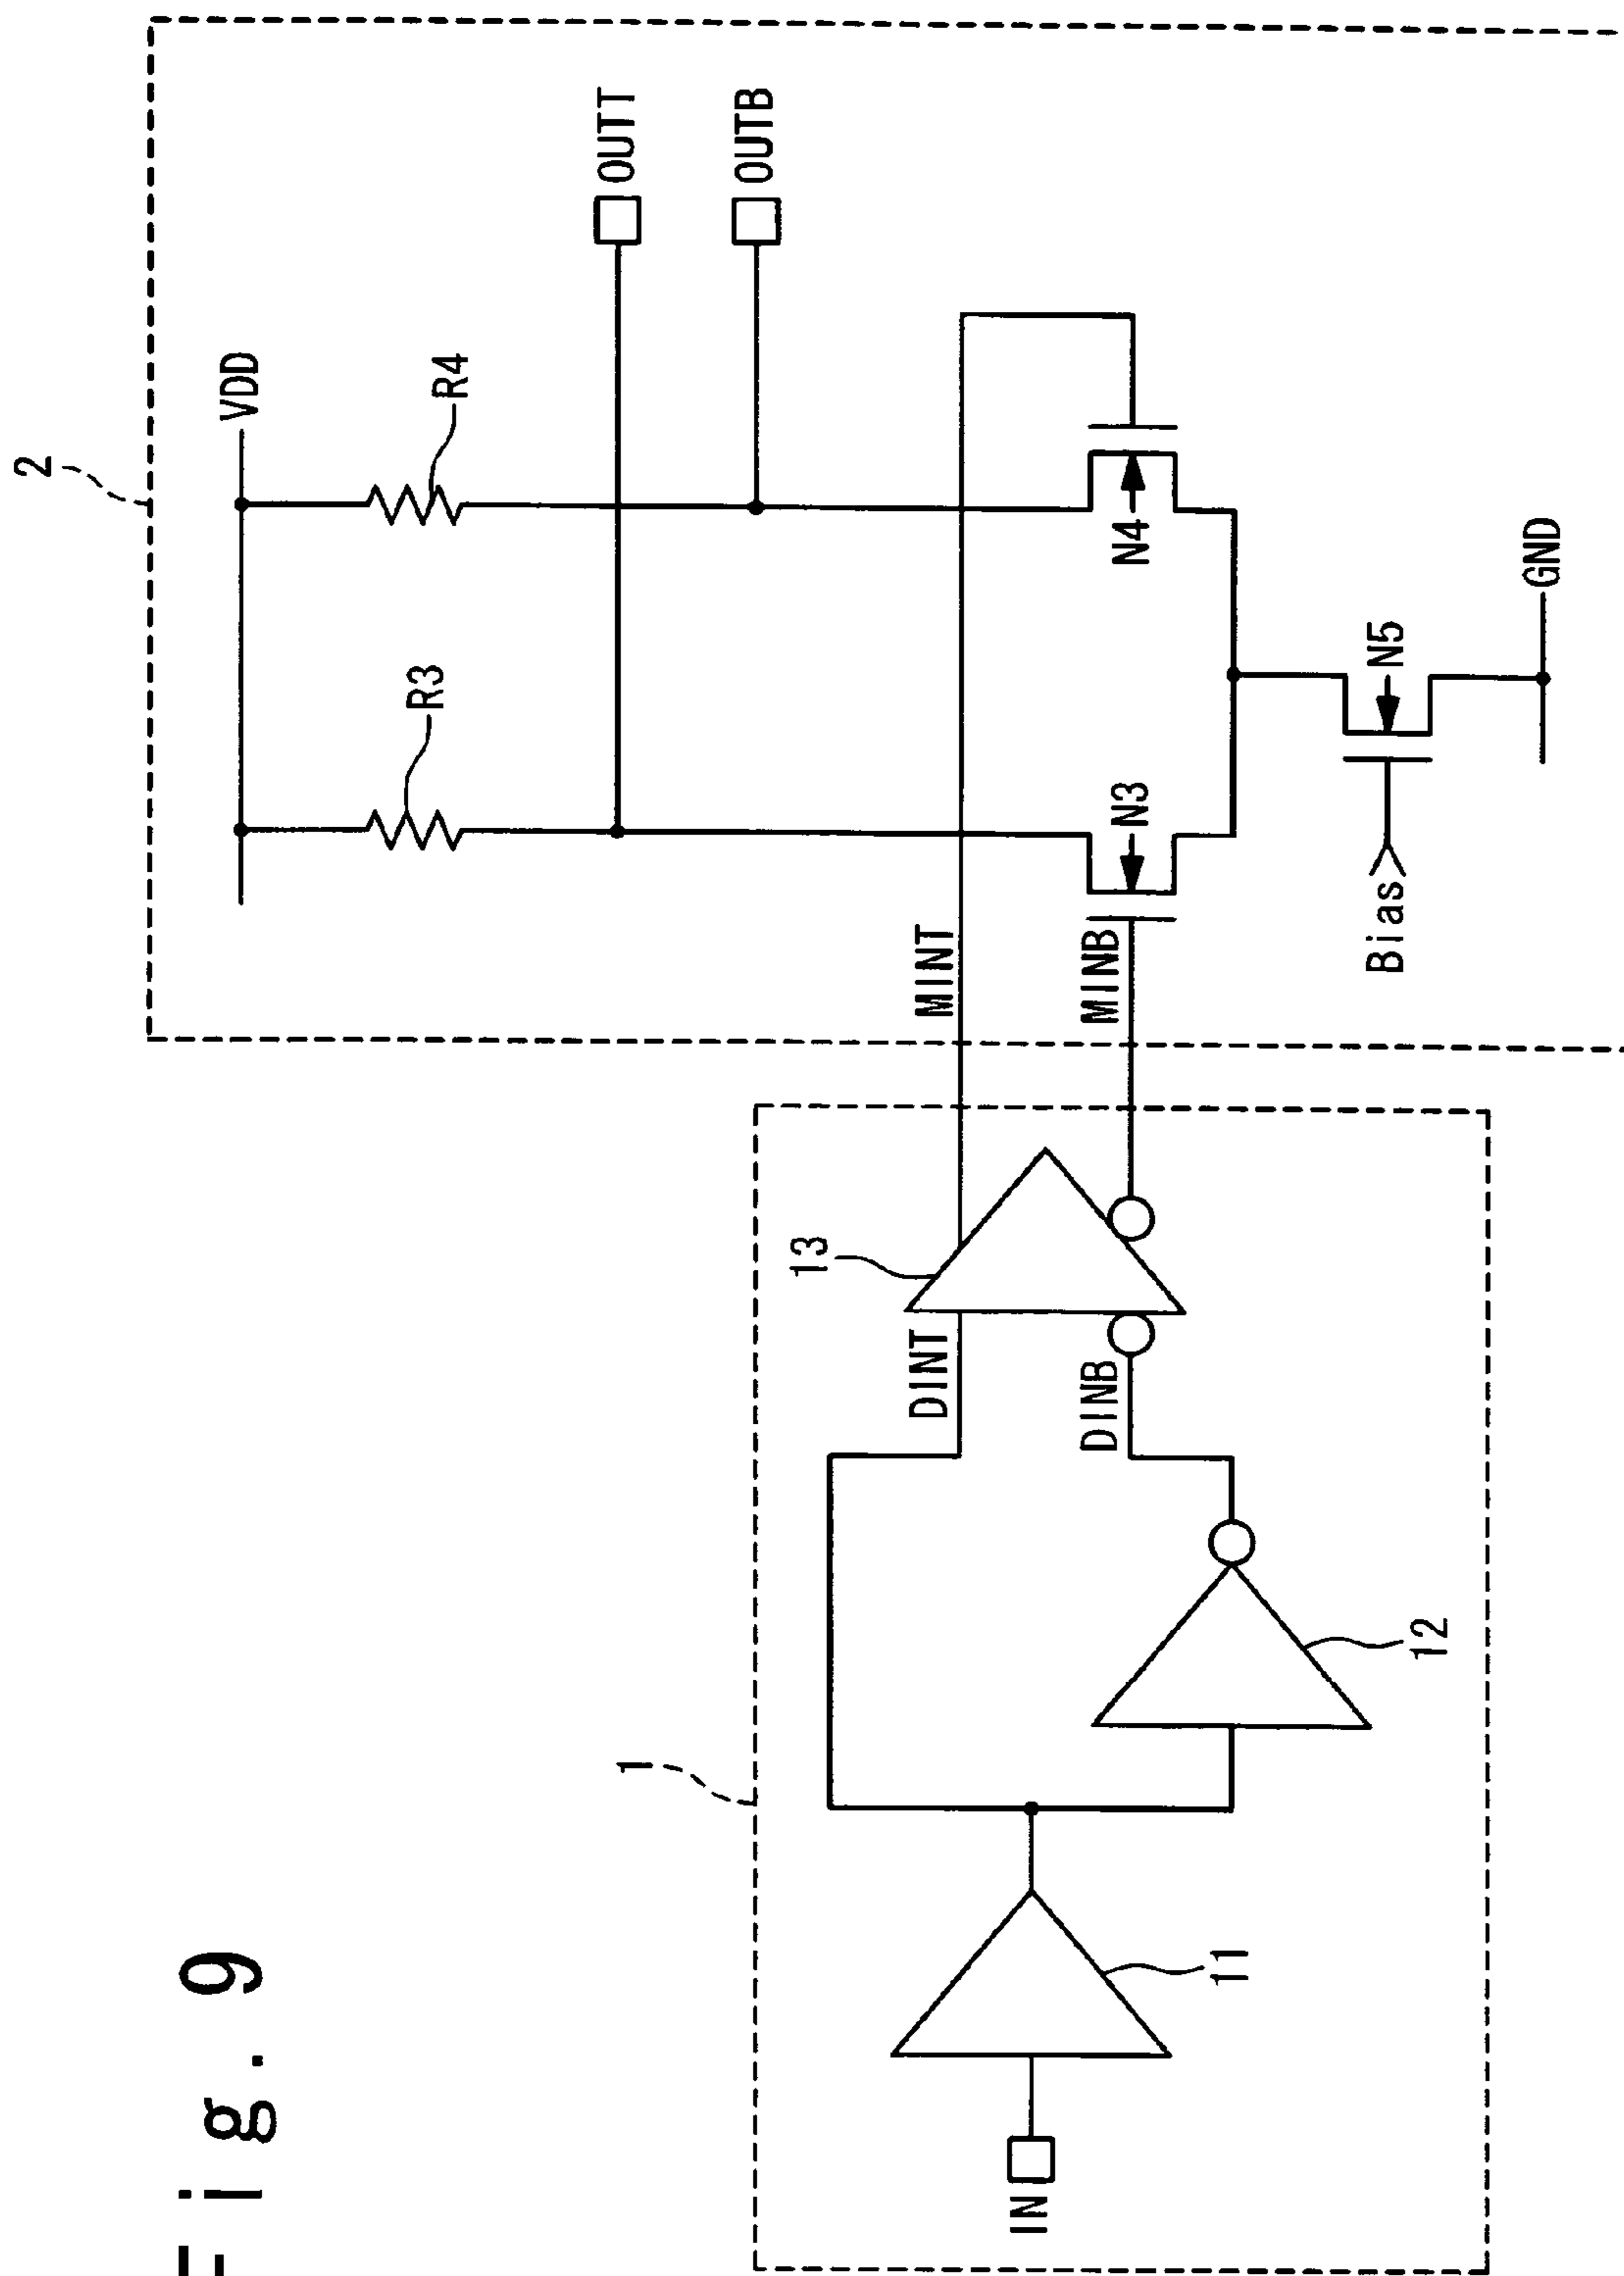 Fig. 9
2
VDD
R3
R4
OUTT
OUTB
MINT
MINB
N3
N4
N5
Bias
GND
1
13
DINT
DINB
12
11
IN